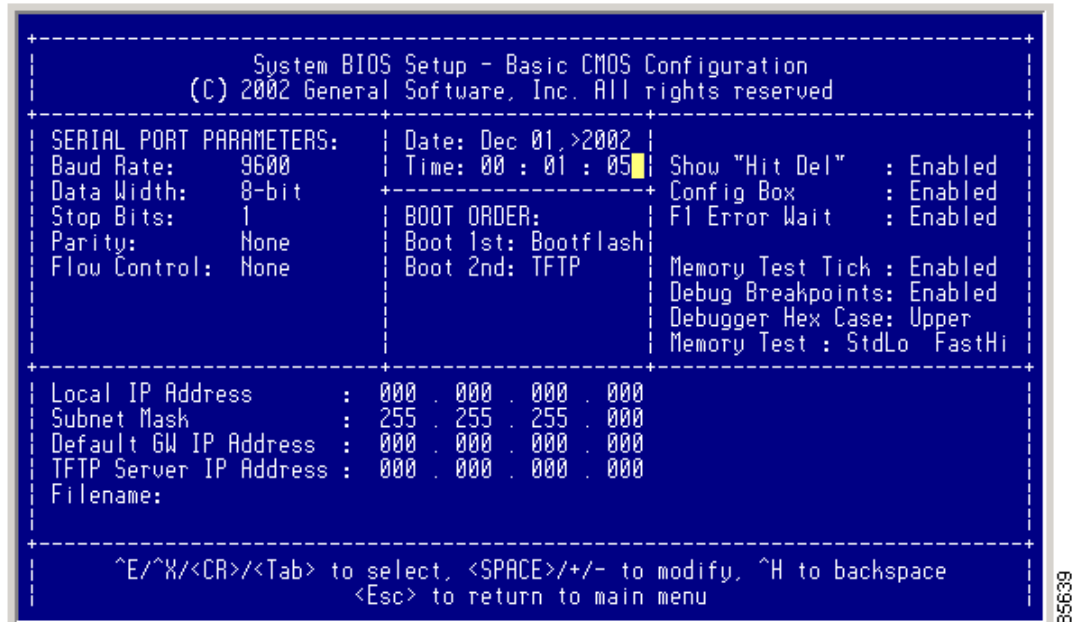 System BIOS Setup - Basic CMOS Configuration
(C) 2002 General Software, Inc. All rights reserved
SERIAL PORT PARAMETERS:
Baud Rate: 9600
Data Width: 8-bit
Stop Bits: 1
Parity: None
Flow Control: None
Date: Dec 01,>2002
Time: 00 : 01 : 05
BOOT ORDER:
Boot 1st: Bootflash
Boot 2nd: TFTP
Show "Hit Del" : Enabled
Config Box : Enabled
F1 Error Wait : Enabled
Memory Test Tick : Enabled
Debug Breakpoints: Enabled
Debugger Hex Case: Upper
Memory Test : StdLo FastHi
Local IP Address : 000 . 000 . 000 . 000
Subnet Mask : 255 . 255 . 255 . 000
Default GW IP Address : 000 . 000 . 000 . 000
TFTP Server IP Address : 000 . 000 . 000 . 000
Filename:
^E/^X/<CR>/<Tab> to select, <SPACE>/+/- to modify, ^H to backspace
<Esc> to return to main menu
85639